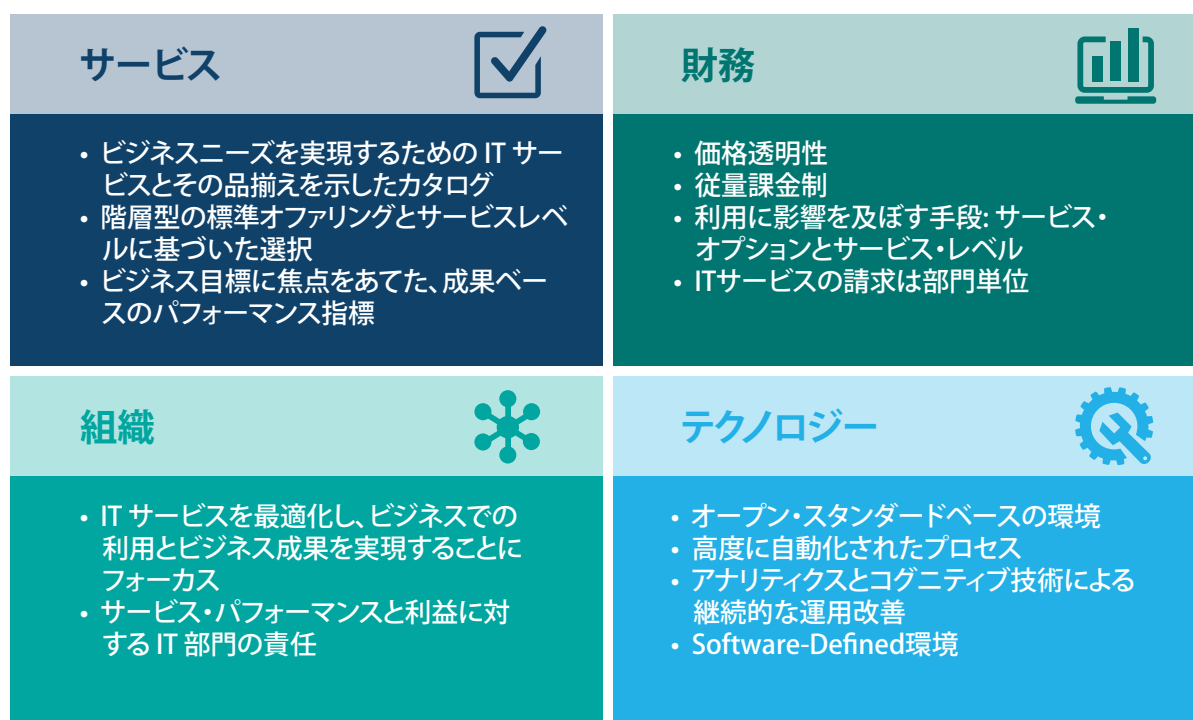 サービス
• ビジネスニーズを実現するための IT サー
ビスとその品揃えを示したカタログ
• 階層型の標準オファリングとサービスレベ
ルに基づいた選択
• ビジネス目標に焦点をあてた、成果ベー
スのパフォーマンス指標
財務
• 価格透明性
• 従量課金制
• 利用に影響を及ぼす手段: サービス・
オプションとサービス・レベル
• ITサービスの請求は部門単位
組織
• IT サービスを最適化し、ビジネスでの
利用とビジネス成果を実現することに
フォーカス
• サービス・パフォーマンスと利益に対
する IT 部門の責任
テクノロジー
• オープン・スタンダードベースの環境
• 高度に自動化されたプロセス
• アナリティクスとコグニティブ技術による
継続的な運用改善
• Software-Defined環境